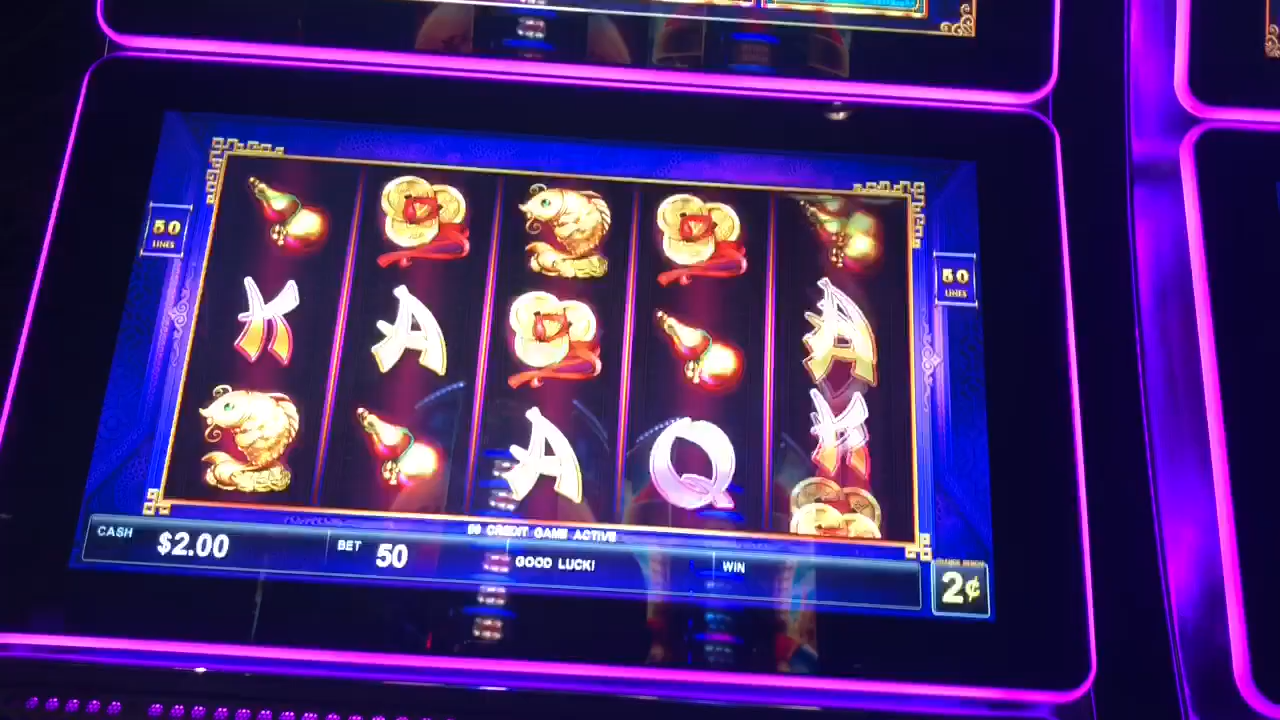 50
LINES
50
LINES
K
A
A
K
A
Q
50 CREDIT GAME ACTIVE
CASH
$2.00
BET
50
GOOD LUCK!
WIN
2¢